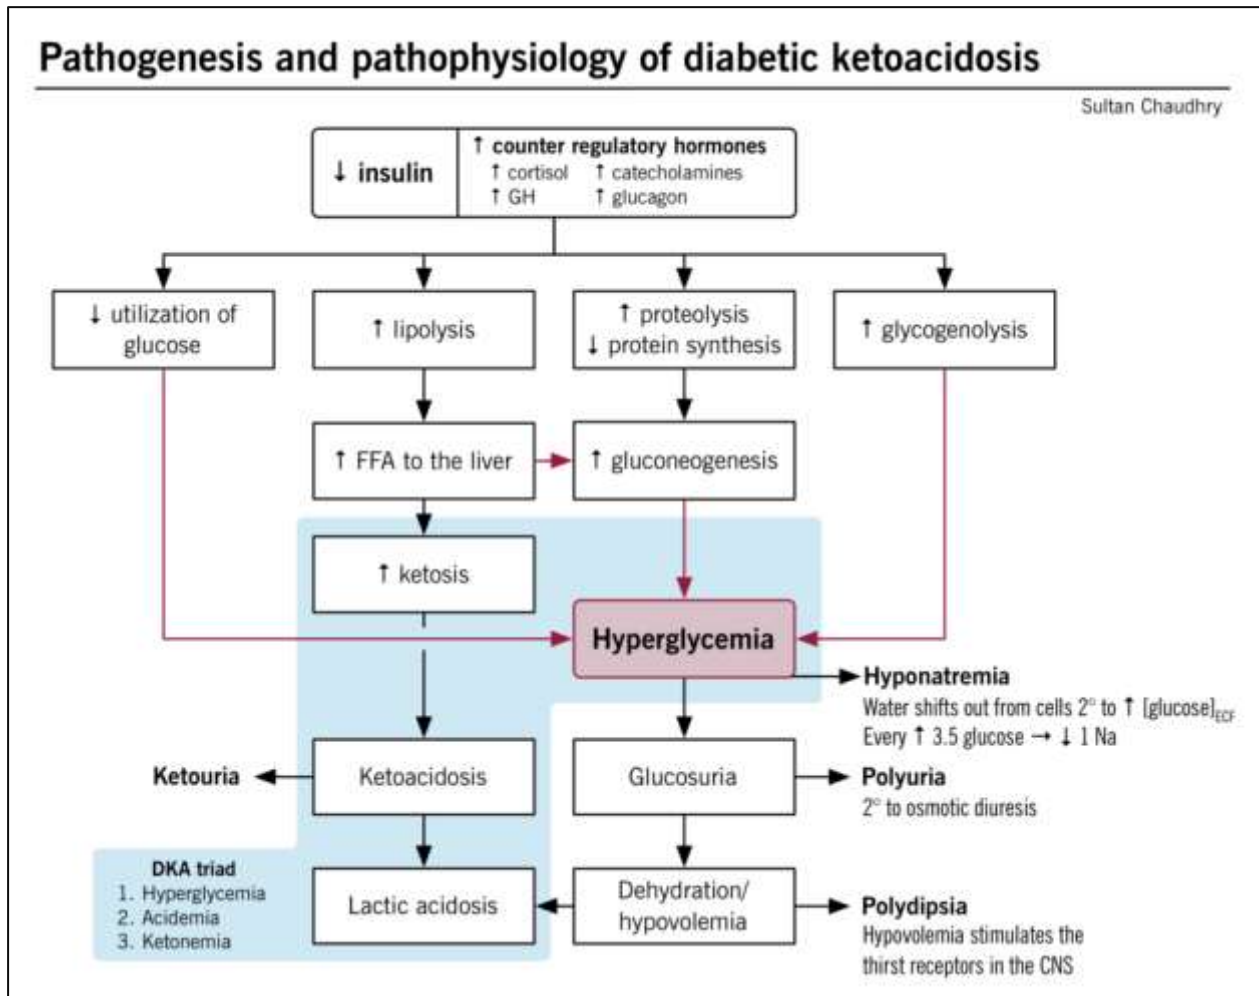 Pathogenesis and pathophysiology of diabetic ketoacidosis
Sultan Chaudhry
↓ insulin
↑ counter regulatory hormones
↑ cortisol ↑ catecholamines
↑ GH ↑ glucagon
↓ utilization of
glucose
↑ lipolysis
↑ proteolysis
↓ protein synthesis
↑ glycogenolysis
↑ FFA to the liver
↑ gluconeogenesis
↑ ketosis
Hyperglycemia
Hyponatremia
Water shifts out from cells 2° to ↑ [glucose]ECF
Every ↑ 3.5 glucose → ↓ 1 Na
Ketouria
Ketoacidosis
Glucosuria
Polyuria
2° to osmotic diuresis
DKA triad
1. Hyperglycemia
2. Acidemia
3. Ketonemia
Lactic acidosis
Dehydration/
hypovolemia
Polydipsia
Hypovolemia stimulates the
thirst receptors in the CNS